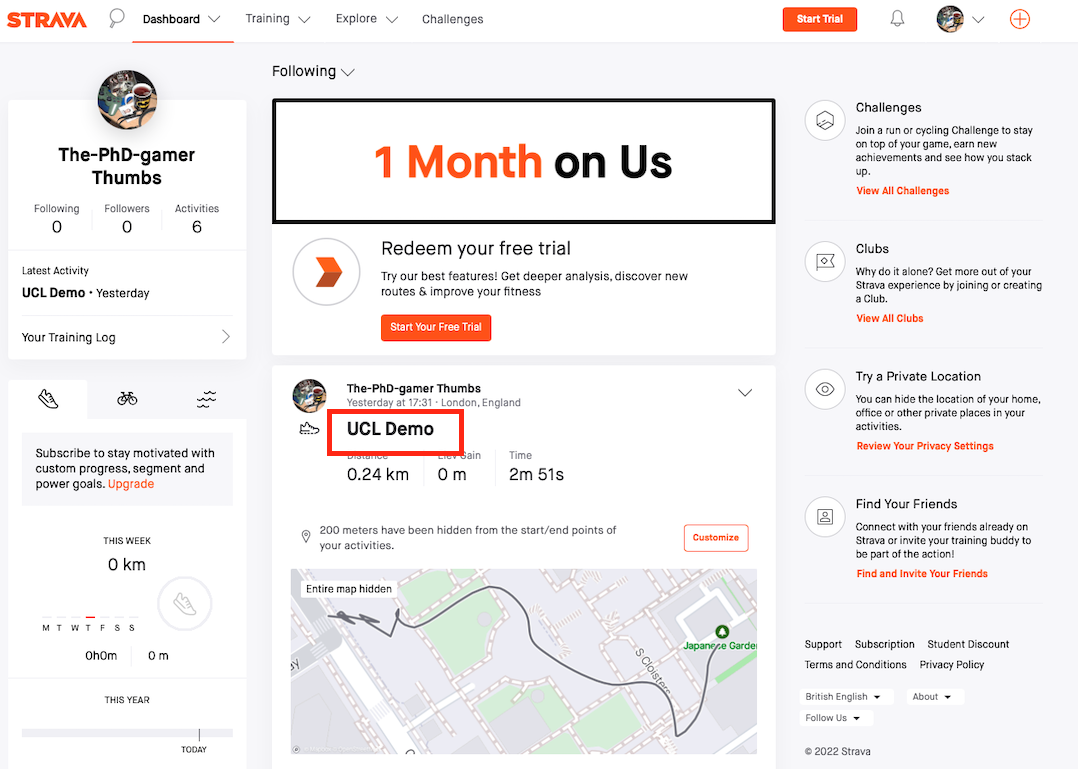 STRAVA
Dashboard
Training
Explore
Challenges
Start Trial
The-PhD-gamer
Thumbs
Following
Followers
Activities
0
0
6
Latest Activity
UCL Demo • Yesterday
Your Training Log
Subscribe to stay motivated with
custom progress, segment and
power goals. Upgrade
THIS WEEK
0 km
M T W T F S S
0h0m
0 m
THIS YEAR
TODAY
Following
1 Month on Us
Redeem your free trial
Try our best features! Get deeper analysis, discover new
routes & improve your fitness
Start Your Free Trial
The-PhD-gamer Thumbs
Yesterday at 17:31 · London, England
UCL Demo
Distance
Elev Gain
Time
0.24 km
0 m
2m 51s
200 meters have been hidden from the start/end points of
your activities.
Customize
Entire map hidden
S Cloisters
Challenges
Join a run or cycling Challenge to stay
on top of your game, earn new
achievements and see how you stack
up.
View All Challenges
Clubs
Why do it alone? Get more out of your
Strava experience by joining or creating
a Club.
View All Clubs
Try a Private Location
You can hide the location of your home,
office or other private places in your
activities.
Review Your Privacy Settings
Find Your Friends
Connect with your friends already on
Strava or invite your training buddy to
be part of the action!
Find and Invite Your Friends
Support
Subscription
Student Discount
Terms and Conditions
Privacy Policy
British English
About
Follow Us
© 2022 Strava